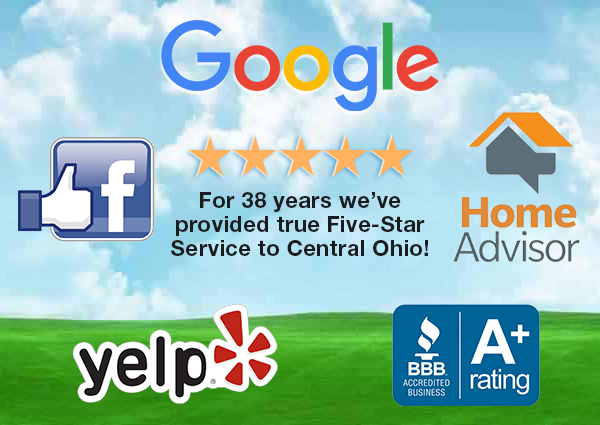 Google
f
For 38 years we've
provided true Five-Star
Service to Central Ohio!
Home
Advisor
yelp
BBB
ACCREDITED
BUSINESS
A+
rating